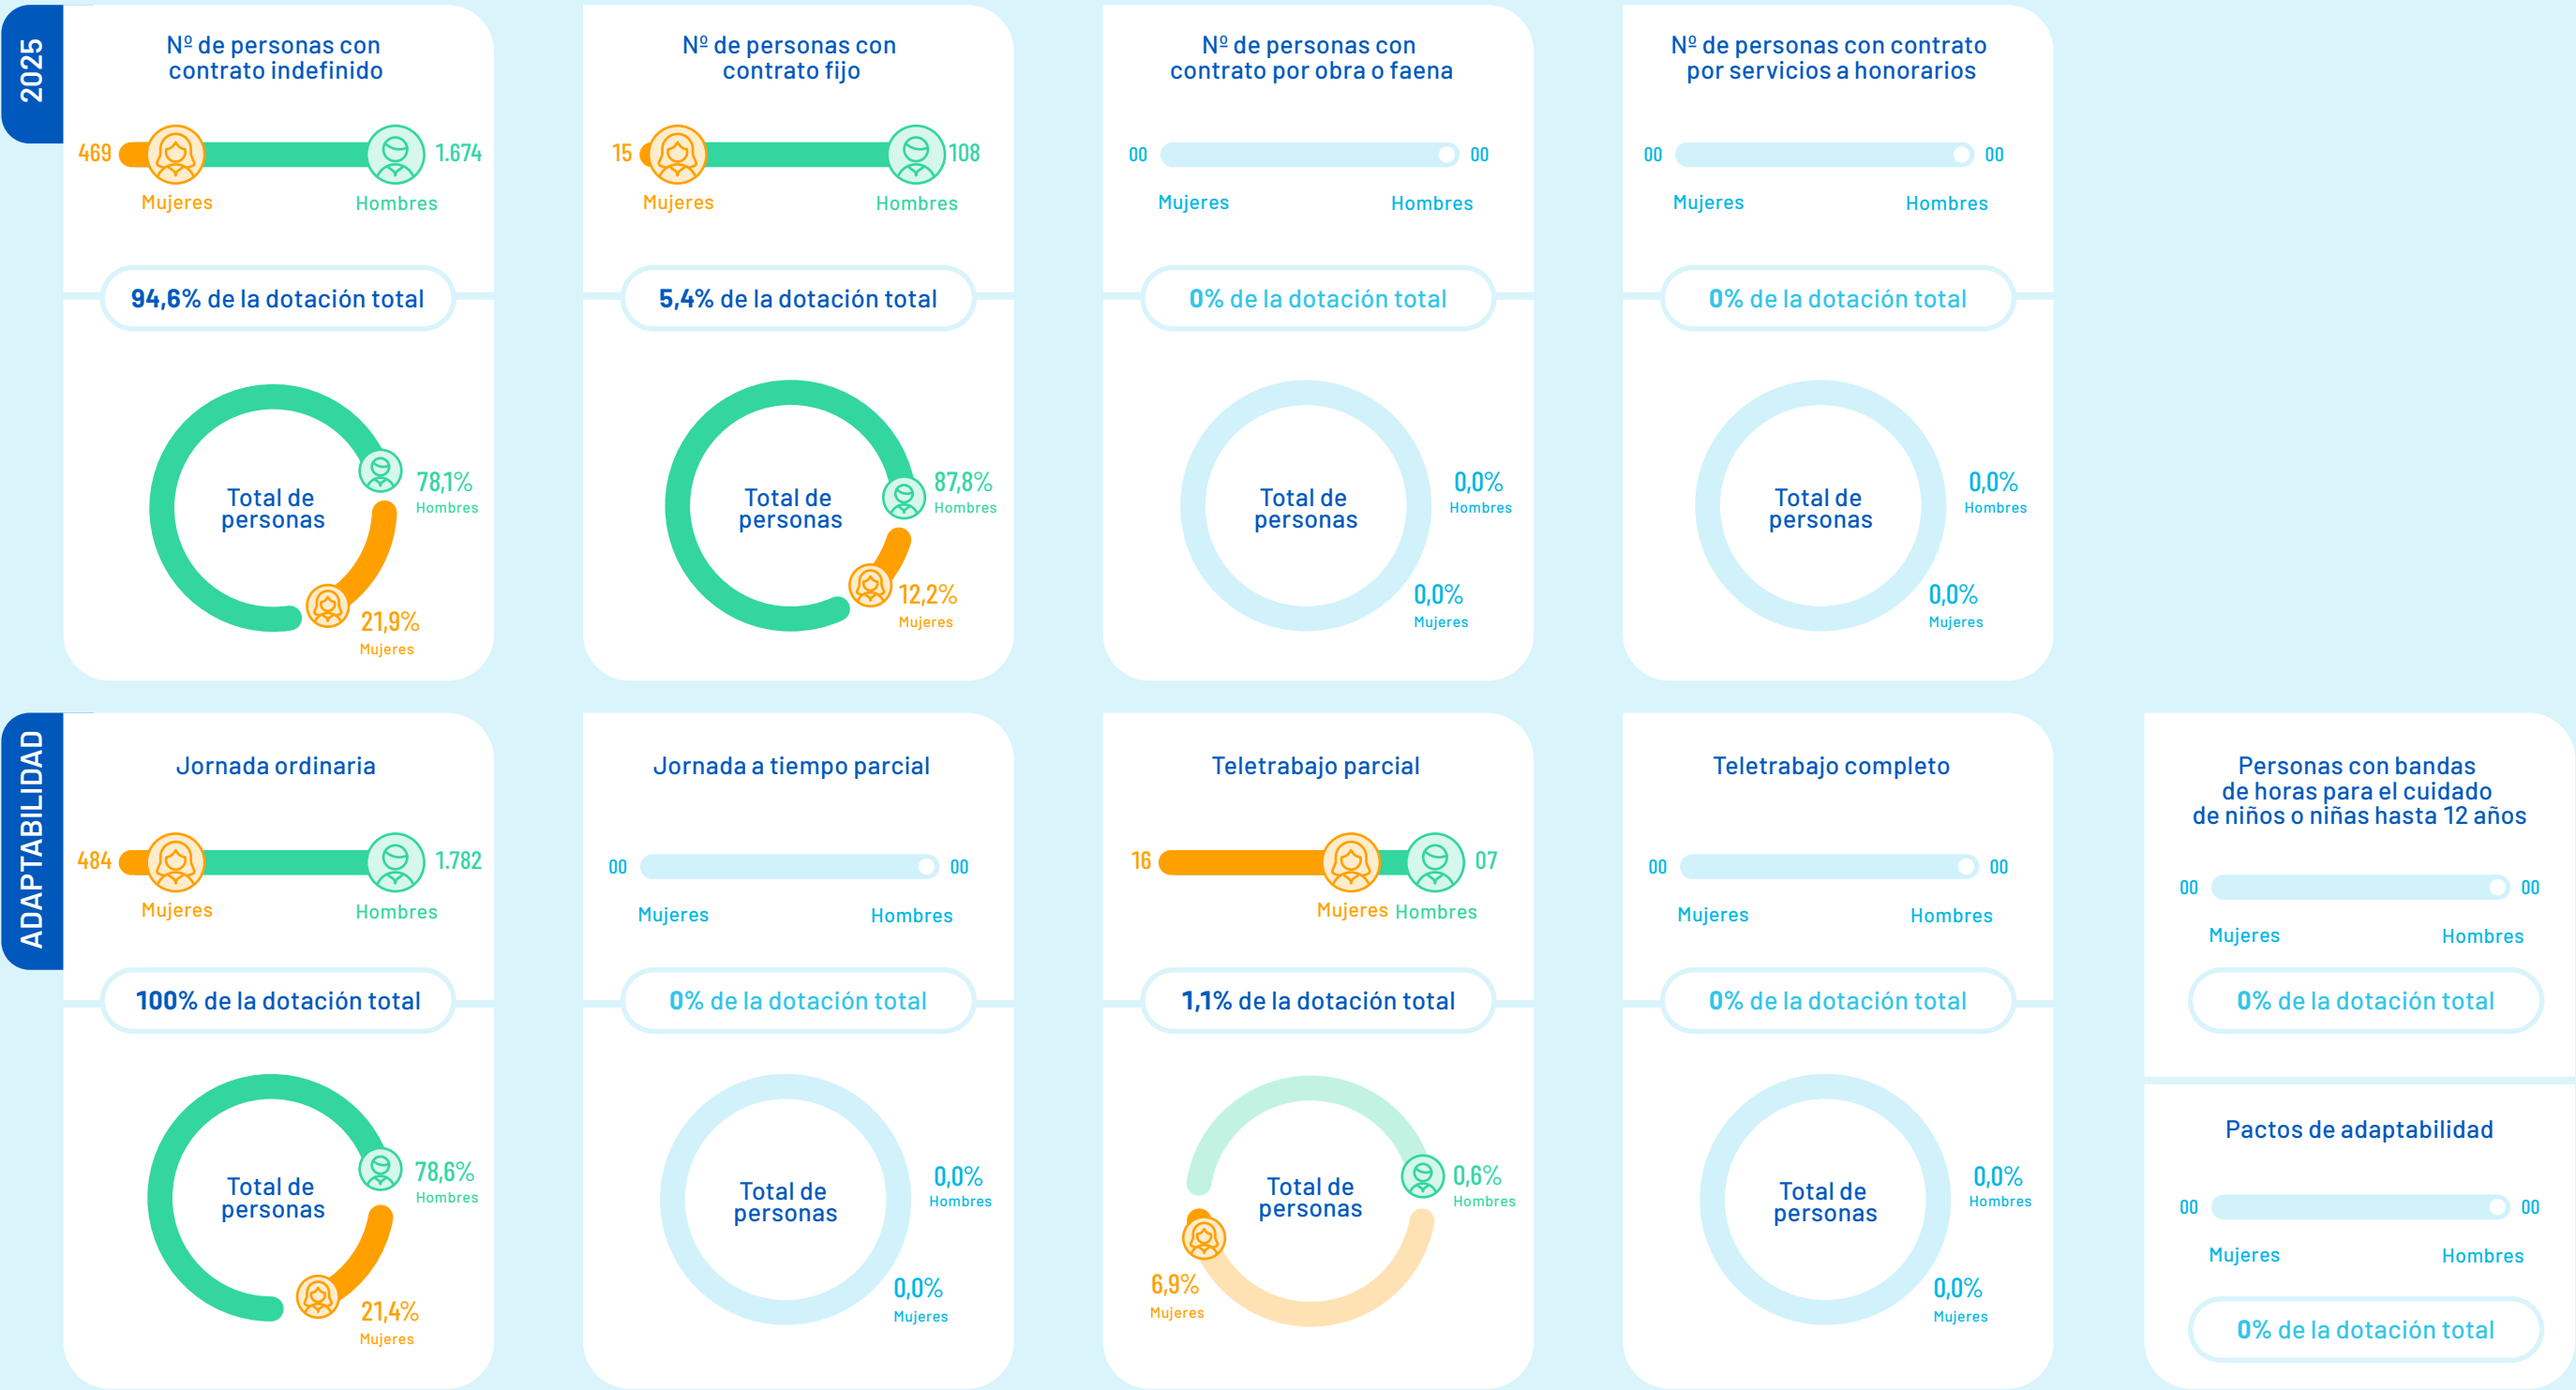 2025
Nº de personas con
contrato indefinido
469
1.674
Mujeres
Hombres
94,6% de la dotación total
Total de
personas
78,1%
Hombres
21,9%
Mujeres
Nº de personas con
contrato fijo
15
108
Mujeres
Hombres
5,4% de la dotación total
Total de
personas
87,8%
Hombres
12,2%
Mujeres
Nº de personas con
contrato por obra o faena
00
00
Mujeres
Hombres
0% de la dotación total
Total de
personas
0,0%
Hombres
0,0%
Mujeres
Nº de personas con contrato
por servicios a honorarios
00
00
Mujeres
Hombres
0% de la dotación total
Total de
personas
0,0%
Hombres
0,0%
Mujeres
ADAPTABILIDAD
Jornada ordinaria
484
1.782
Mujeres
Hombres
100% de la dotación total
Total de
personas
78,6%
Hombres
21,4%
Mujeres
Jornada a tiempo parcial
00
00
Mujeres
Hombres
0% de la dotación total
Total de
personas
0,0%
Hombres
0,0%
Mujeres
Teletrabajo parcial
16
07
Mujeres
Hombres
1,1% de la dotación total
Total de
personas
0,6%
Hombres
6,9%
Mujeres
Teletrabajo completo
00
00
Mujeres
Hombres
0% de la dotación total
Total de
personas
0,0%
Hombres
0,0%
Mujeres
Personas con bandas
de horas para el cuidado
de niños o niñas hasta 12 años
00
00
Mujeres
Hombres
0% de la dotación total
Pactos de adaptabilidad
00
00
Mujeres
Hombres
0% de la dotación total